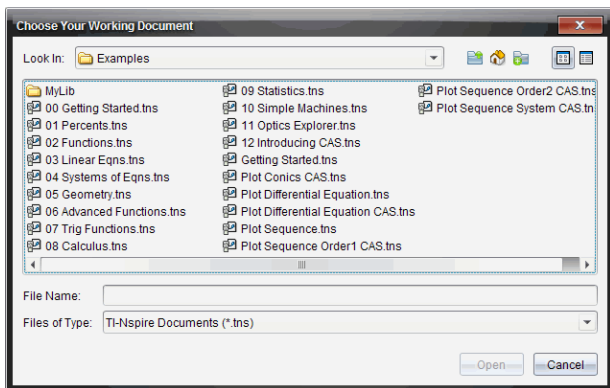 Choose Your Working Document
Look In: Examples
MyLib
00 Getting Started.tns
01 Percents.tns
02 Functions.tns
03 Linear Eqns.tns
04 Systems of Eqns.tns
05 Geometry.tns
06 Advanced Functions.tns
07 Trig Functions.tns
08 Calculus.tns
09 Statistics.tns
10 Simple Machines.tns
11 Optics Explorer.tns
12 Introducing CAS.tns
Getting Started.tns
Plot Conics CAS.tns
Plot Differential Equation.tns
Plot Differential Equation CAS.tns
Plot Sequence.tns
Plot Sequence Order1 CAS.tns
Plot Sequence Order2 CAS.tns
Plot Sequence System CAS.tn
File Name:
Files of Type: TI-Nspire Documents (*.tns)
Open Cancel